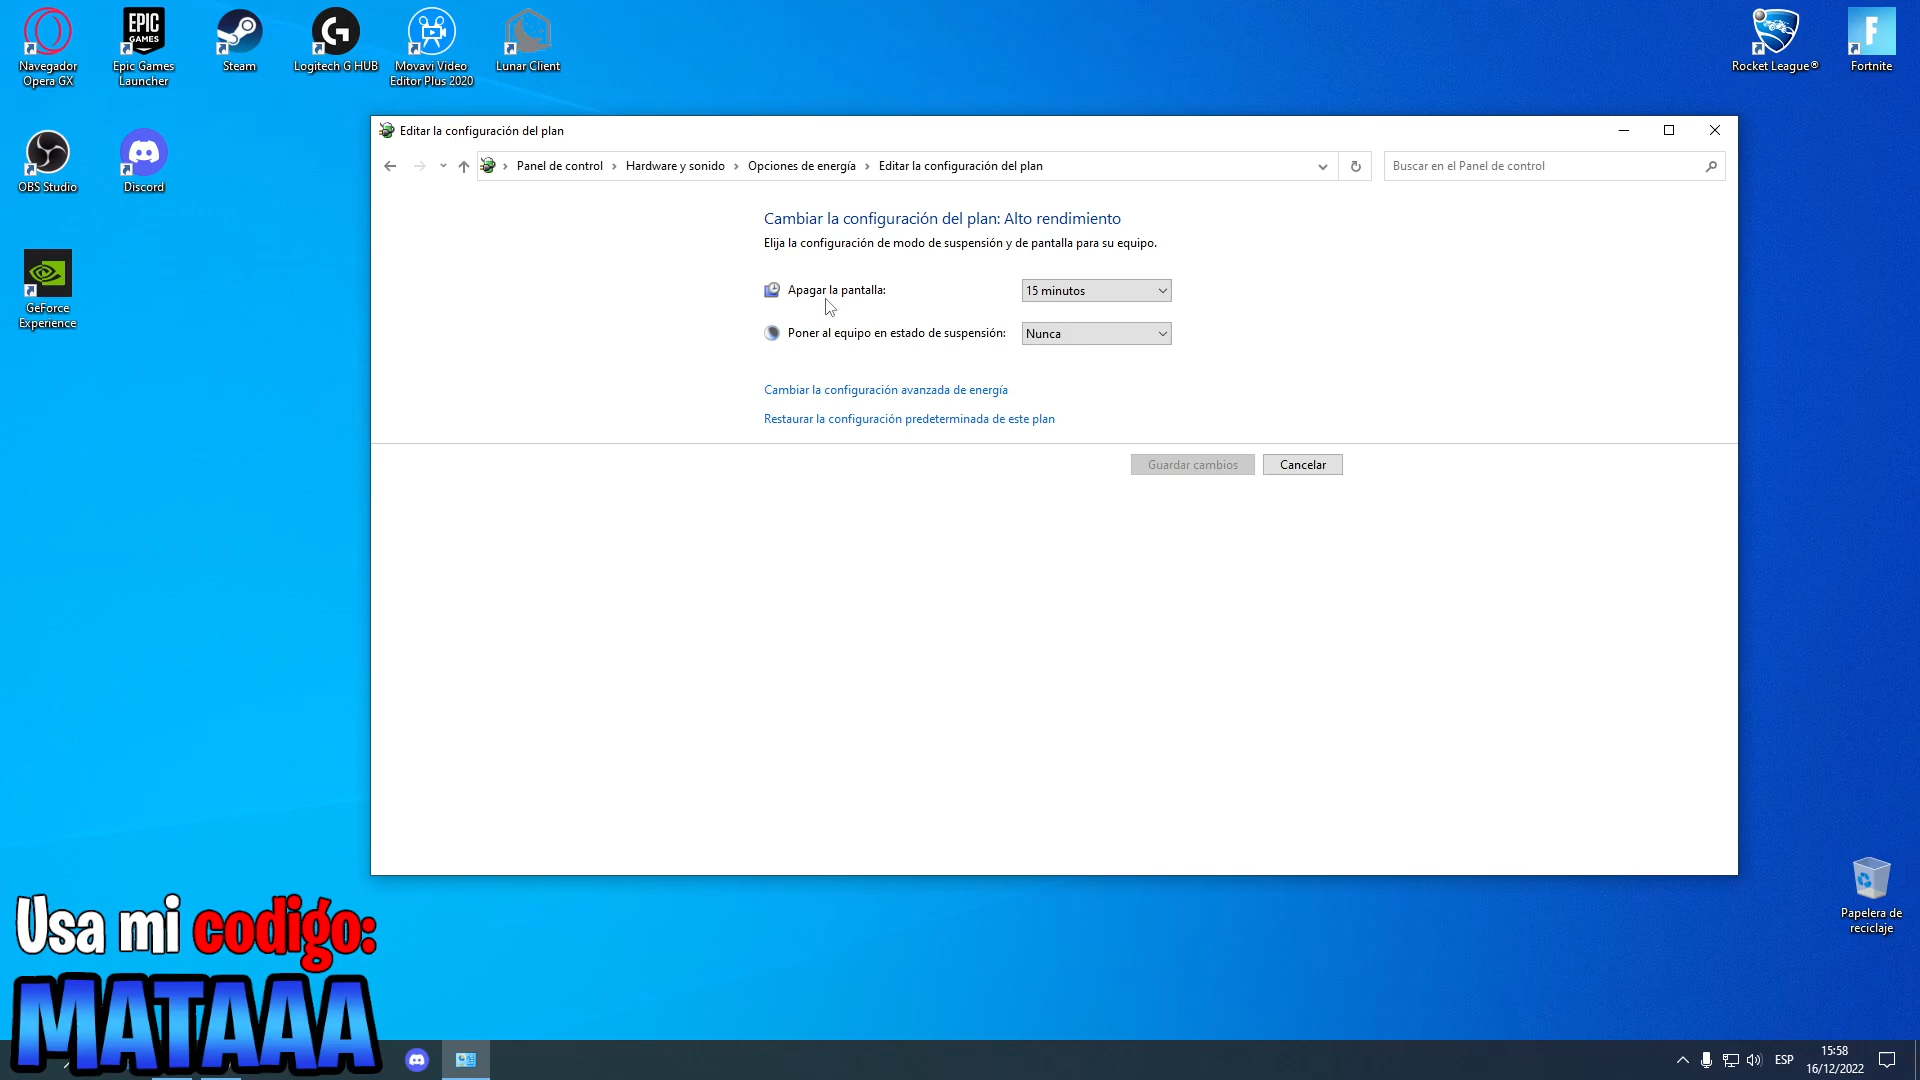 Navegador
Opera GX
EPIC
GAMES
Epic Games
Launcher
Steam
Logitech G HUB
Movavi Video
Editor Plus 2020
Lunar Client
Rocket League®
F
Fortnite
OBS Studio
Discord
GeForce
Experience
Editar la configuración del plan
Panel de control
Hardware y sonido
Opciones de energía
Editar la configuración del plan
Buscar en el Panel de control
Cambiar la configuración del plan: Alto rendimiento
Elija la configuración de modo de suspensión y de pantalla para su equipo.
Apagar la pantalla:
15 minutos
Poner al equipo en estado de suspensión:
Nunca
Cambiar la configuración avanzada de energía
Restaurar la configuración predeterminada de este plan
Guardar cambios
Cancelar
Papelera de
reciclaje
Usa mi codigo:
MATAAA
ESP
15:58
16/12/2022